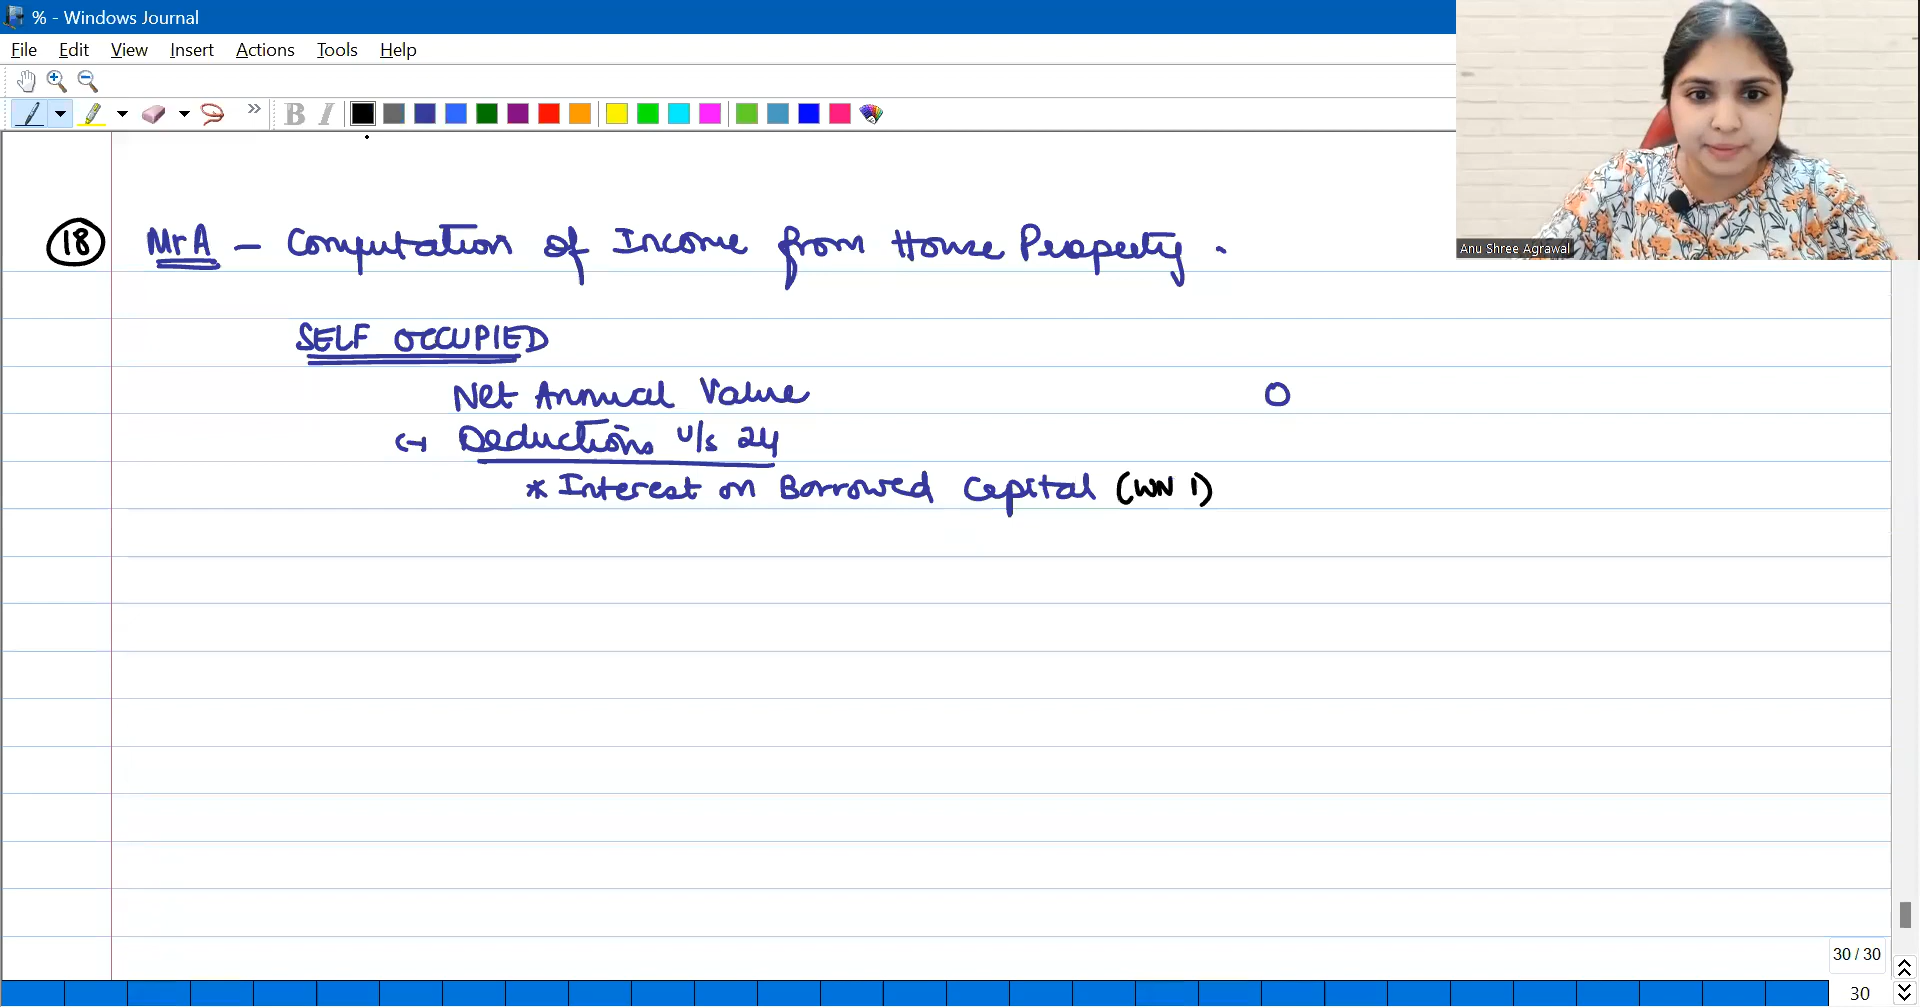 % - Windows Journal
File Edit View Insert Actions Tools Help
B I
Anu Shree Agrawal
18 Mr A - Computation of Income from House Property.
SELF OCCUPIED
Net Annual Value 0
(-) Deductions u/s 24
* Interest on Borrowed Capital (WN 1)
30 / 30
30